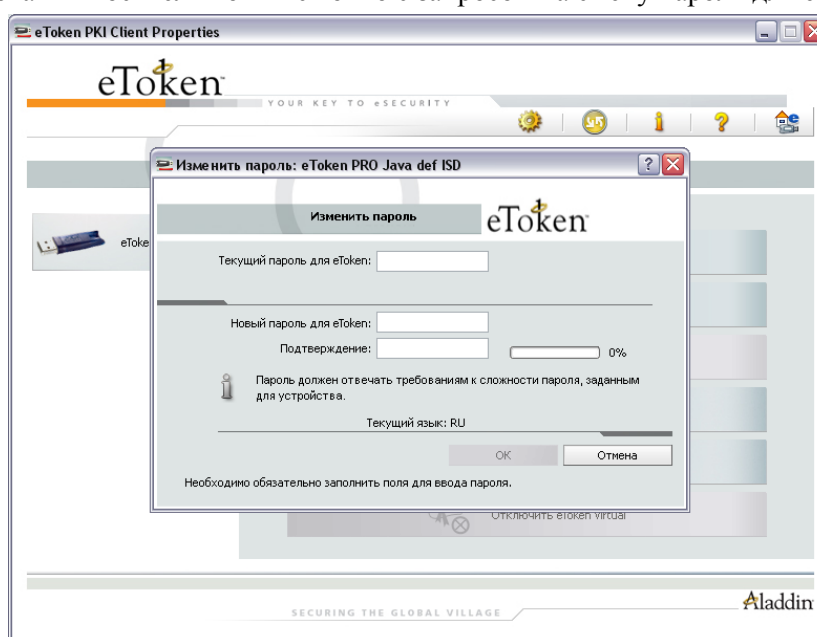 eToken PKI Client Properties
eToken
YOUR KEY TO eSECURITY
Изменить пароль: eToken PRO Java def ISD
Изменить пароль
eToken
Текущий пароль для eToken:
Новый пароль для eToken:
Подтверждение:
0%
Пароль должен отвечать требованиям к сложности пароля, заданным
для устройства.
Текущий язык: RU
OK
Отмена
Необходимо обязательно заполнить поля для ввода пароля.
Отключить eToken Virtual
SECURING THE GLOBAL VILLAGE
Aladdin